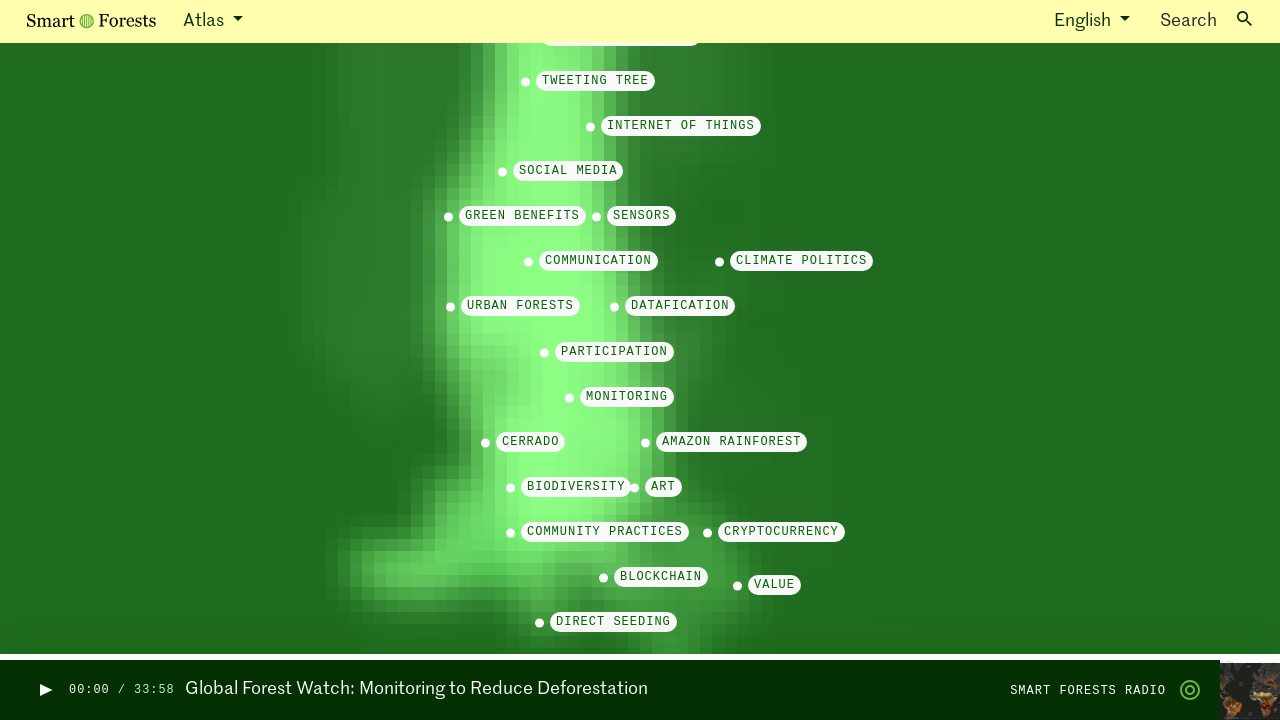 Smart Forests
Atlas
English
Search
TWEETING TREE
INTERNET OF THINGS
SOCIAL MEDIA
GREEN BENEFITS
SENSORS
COMMUNICATION
CLIMATE POLITICS
URBAN FORESTS
DATAFICATION
PARTICIPATION
MONITORING
CERRADO
AMAZON RAINFOREST
BIODIVERSITY
ART
COMMUNITY PRACTICES
CRYPTOCURRENCY
BLOCKCHAIN
VALUE
DIRECT SEEDING
00:00 / 33:58
Global Forest Watch: Monitoring to Reduce Deforestation
SMART FORESTS RADIO